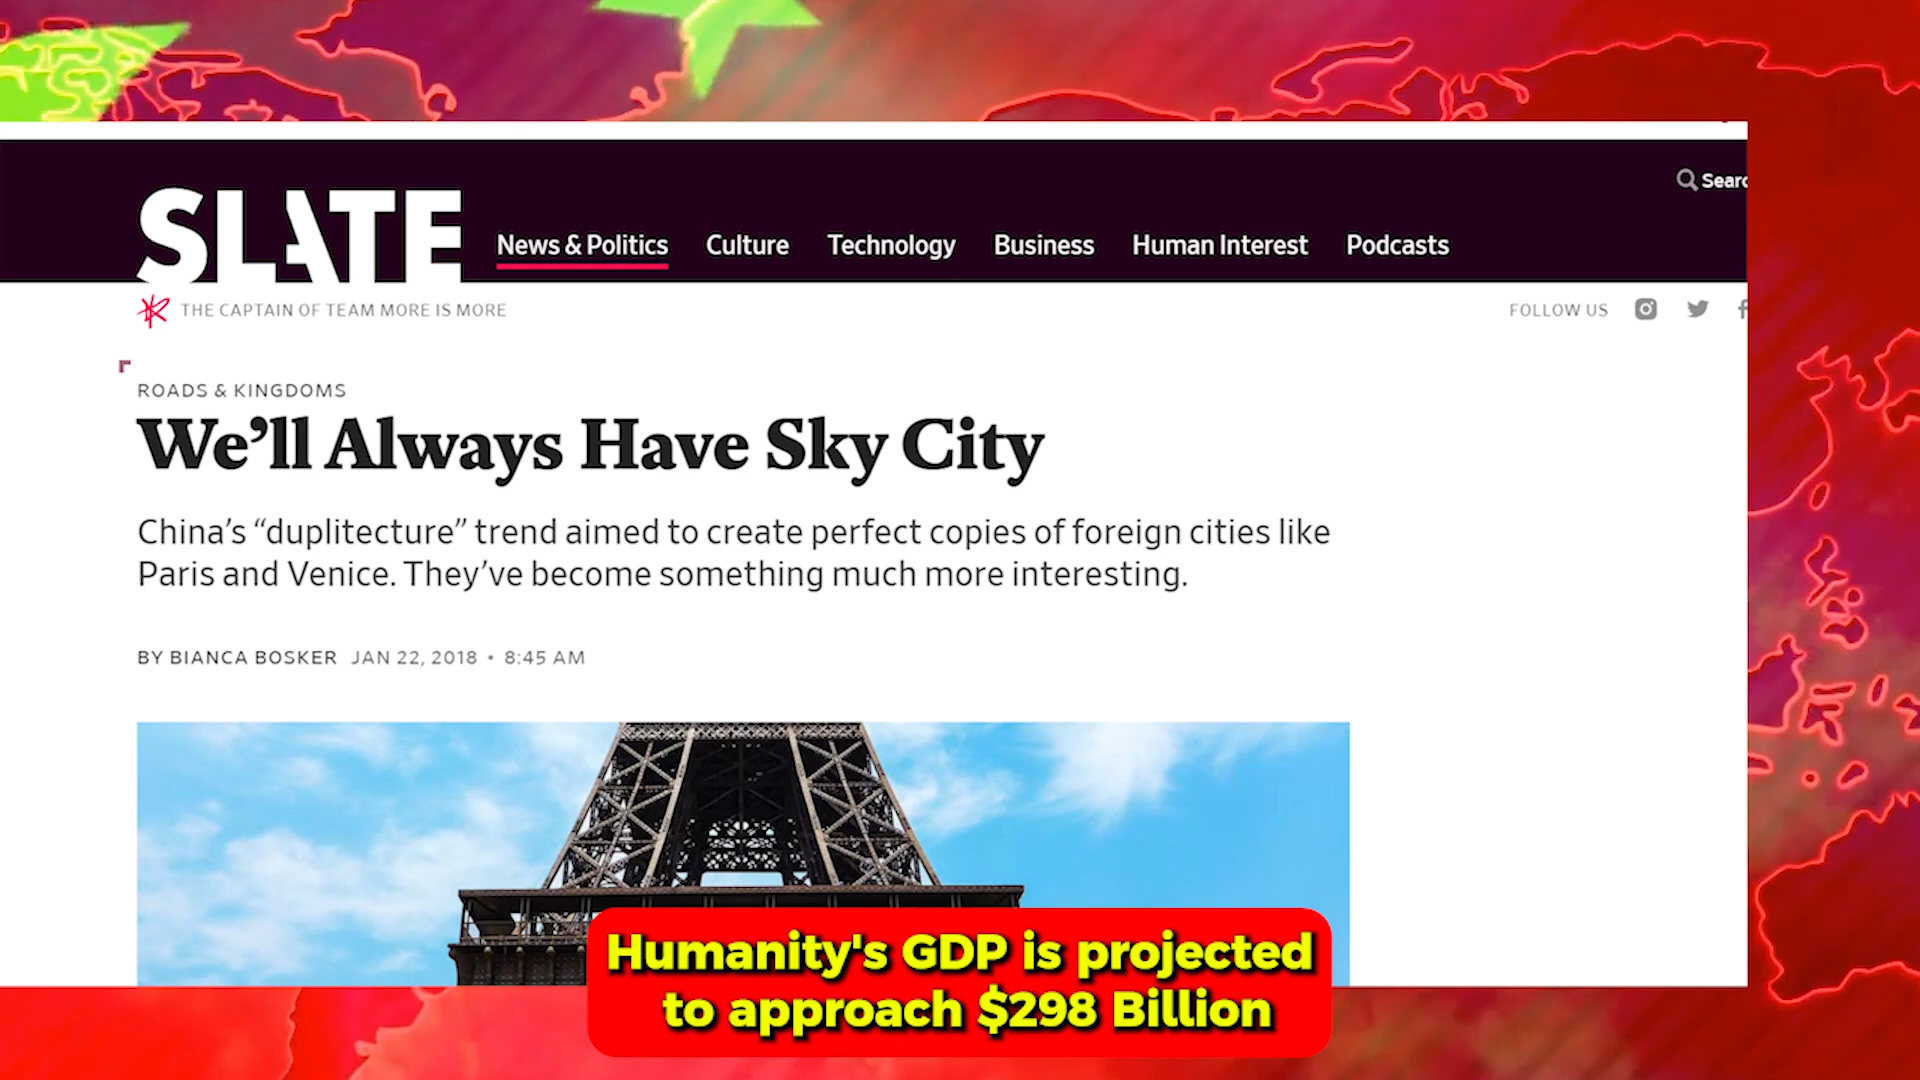 Searc
SLATE
News & Politics Culture Technology Business Human Interest Podcasts
THE CAPTAIN OF TEAM MORE IS MORE
FOLLOW US
ROADS & KINGDOMS
We’ll Always Have Sky City
China’s “duplitecture” trend aimed to create perfect copies of foreign cities like
Paris and Venice. They’ve become something much more interesting.
BY BIANCA BOSKER JAN 22, 2018 • 8:45 AM
Humanity's GDP is projected
to approach $298 Billion